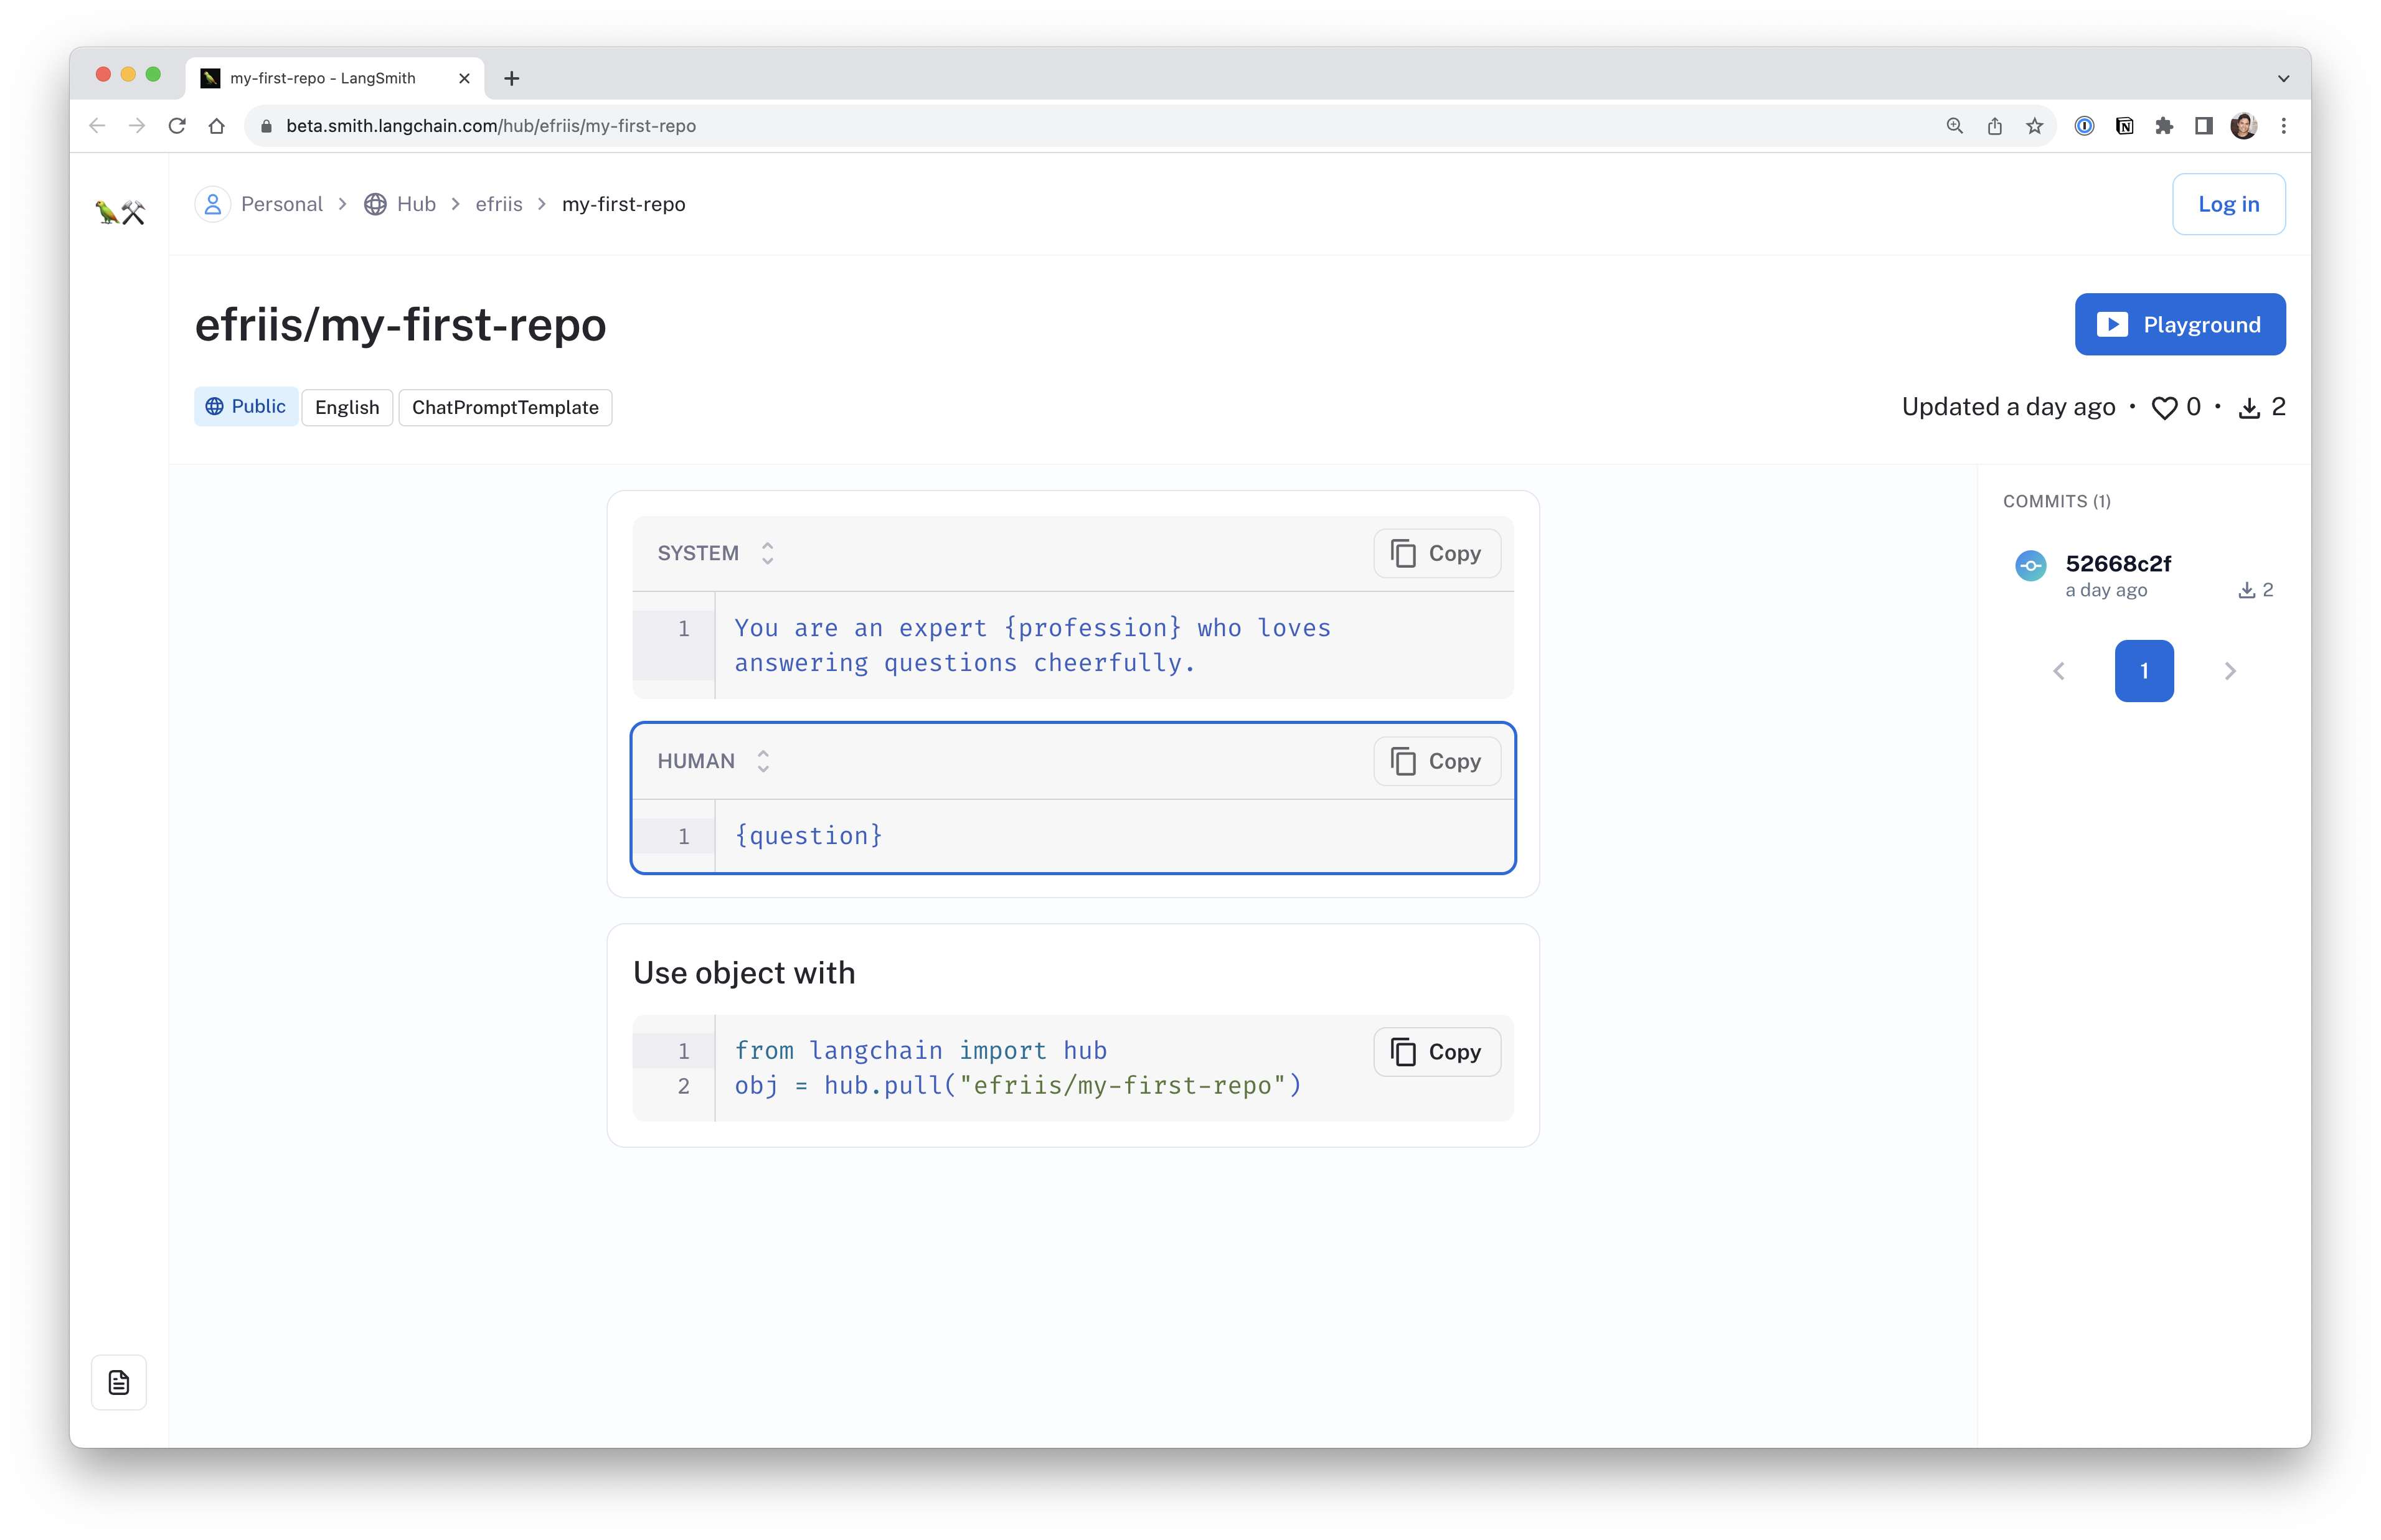 my-first-repo - LangSmith
beta.smith.langchain.com/hub/efriis/my-first-repo
Personal > Hub > efriis > my-first-repo
Log in
efriis/my-first-repo
Playground
Public English ChatPromptTemplate
Updated a day ago · 0 · 2
SYSTEM
Copy
1 You are an expert {profession} who loves
answering questions cheerfully.
HUMAN
Copy
1 {question}
Use object with
1 from langchain import hub
2 obj = hub.pull("efriis/my-first-repo")
Copy
COMMITS (1)
52668c2f
a day ago 2
1